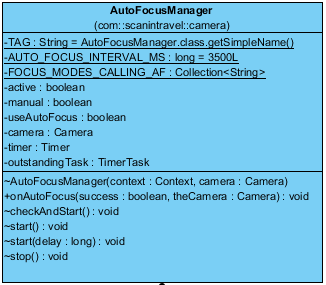 AutoFocusManager
(com::scanintravel::camera)
-TAG : String = AutoFocusManager.class.getSimpleName()
-AUTO_FOCUS_INTERVAL_MS : long = 3500L
-FOCUS_MODES_CALLING_AF : Collection<String>
-active : boolean
-manual : boolean
-useAutoFocus : boolean
-camera : Camera
-timer : Timer
-outstandingTask : TimerTask
~AutoFocusManager(context : Context, camera : Camera)
+onAutoFocus(success : boolean, theCamera : Camera) : void
~checkAndStart() : void
~start() : void
~start(delay : long) : void
~stop() : void